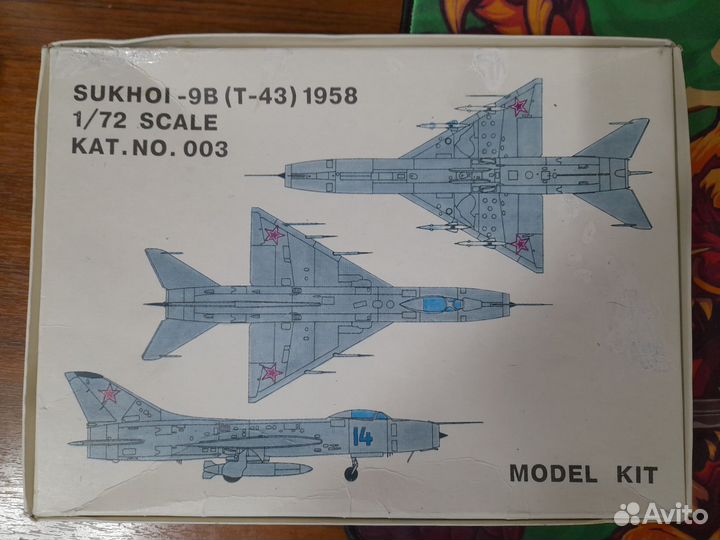 SUKHOI -9B (T-43) 1958
1/72 SCALE
KAT. NO. 003
14
MODEL KIT
Avito